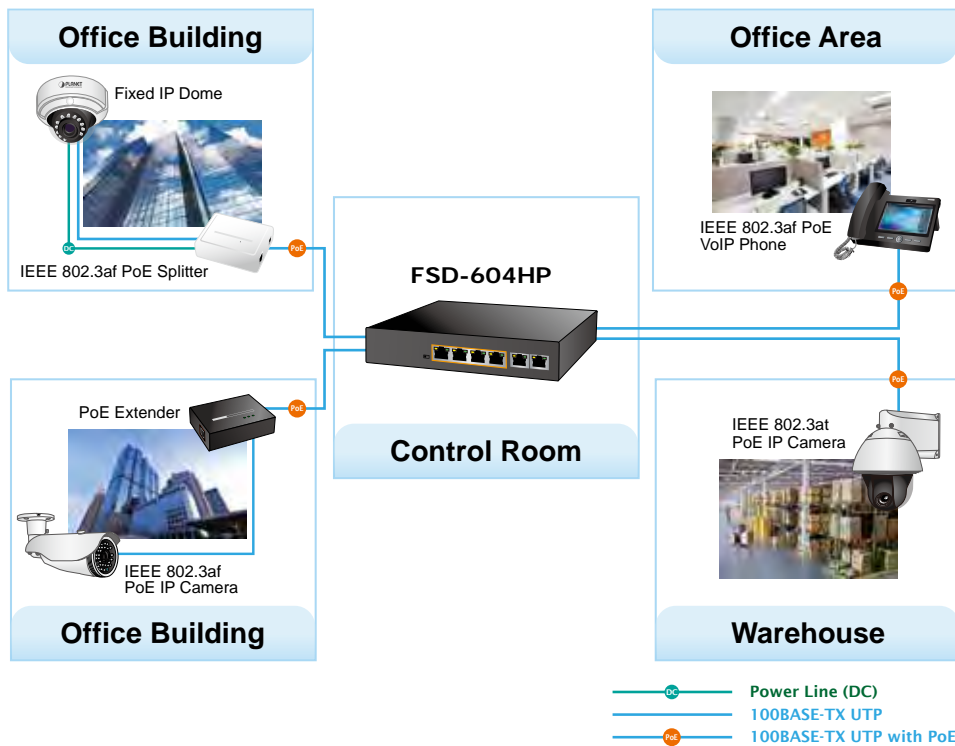 Office Building
PLANET
Fixed IP Dome
DC
IEEE 802.3af PoE Splitter
PoE
Office Area
IEEE 802.3af PoE
VoIP Phone
PoE
FSD-604HP
Control Room
PoE Extender
PoE
IEEE 802.3af
PoE IP Camera
Office Building
PoE
IEEE 802.3at
PoE IP Camera
Warehouse
DC
Power Line (DC)
100BASE-TX UTP
PoE
100BASE-TX UTP with PoE